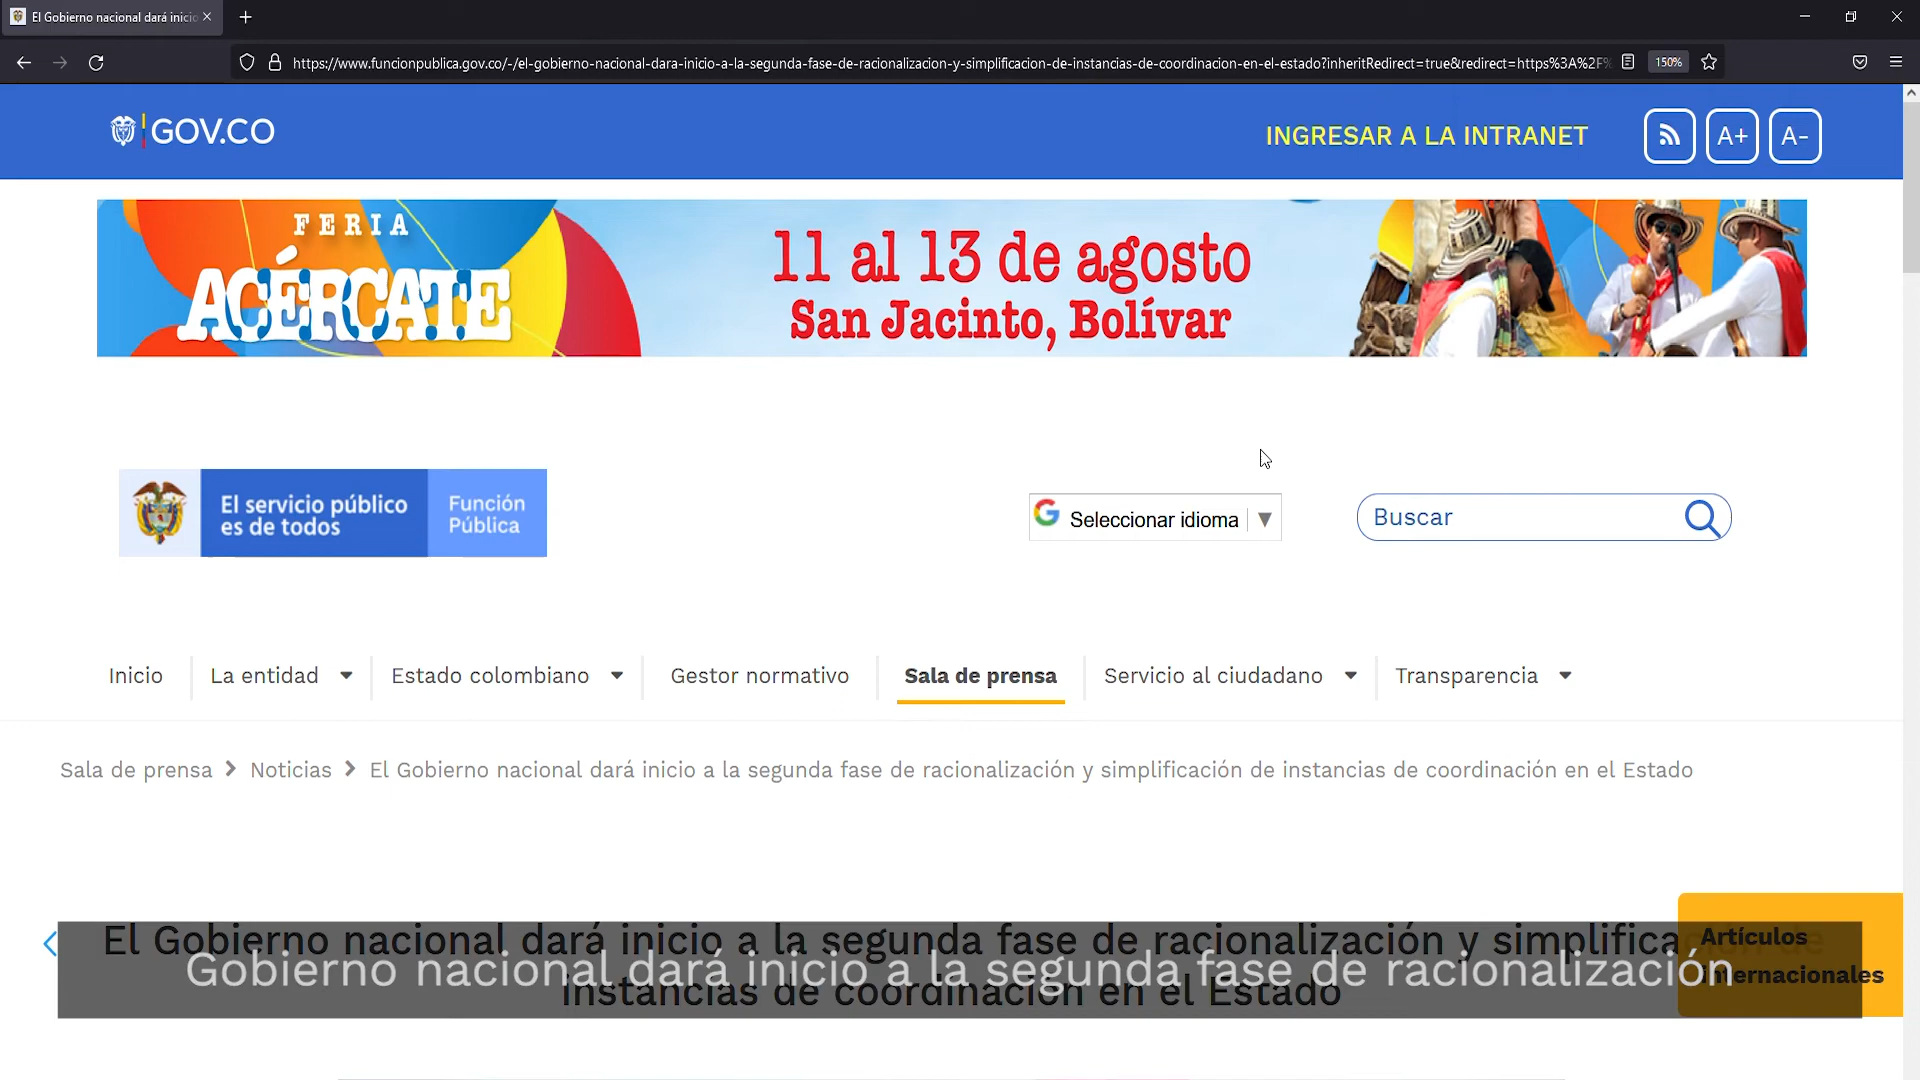 El Gobierno nacional dará inicio
https://www.funcionpublica.gov.co/-/el-gobierno-nacional-dara-inicio-a-la-segunda-fase-de-racionalizacion-y-simplificacion-de-instancias-de-coordinacion-en-el-estado?inheritRedirect=true&redirect=https%3A%2F%
150%
GOV.CO
INGRESAR A LA INTRANET
A+
A-
FERIA
ACÉRCATE
11 al 13 de agosto
San Jacinto, Bolívar
El servicio público
es de todos
Función
Pública
Seleccionar idioma
Buscar
Inicio
La entidad
Estado colombiano
Gestor normativo
Sala de prensa
Servicio al ciudadano
Transparencia
Sala de prensa > Noticias > El Gobierno nacional dará inicio a la segunda fase de racionalización y simplificación de instancias de coordinación en el Estado
El Gobierno nacional dará inicio a la segunda fase de racionalización y simplifica de
instancias de coordinación en el Estado
Artículos
internacionales
Gobierno nacional dará inicio a la segunda fase de racionalización